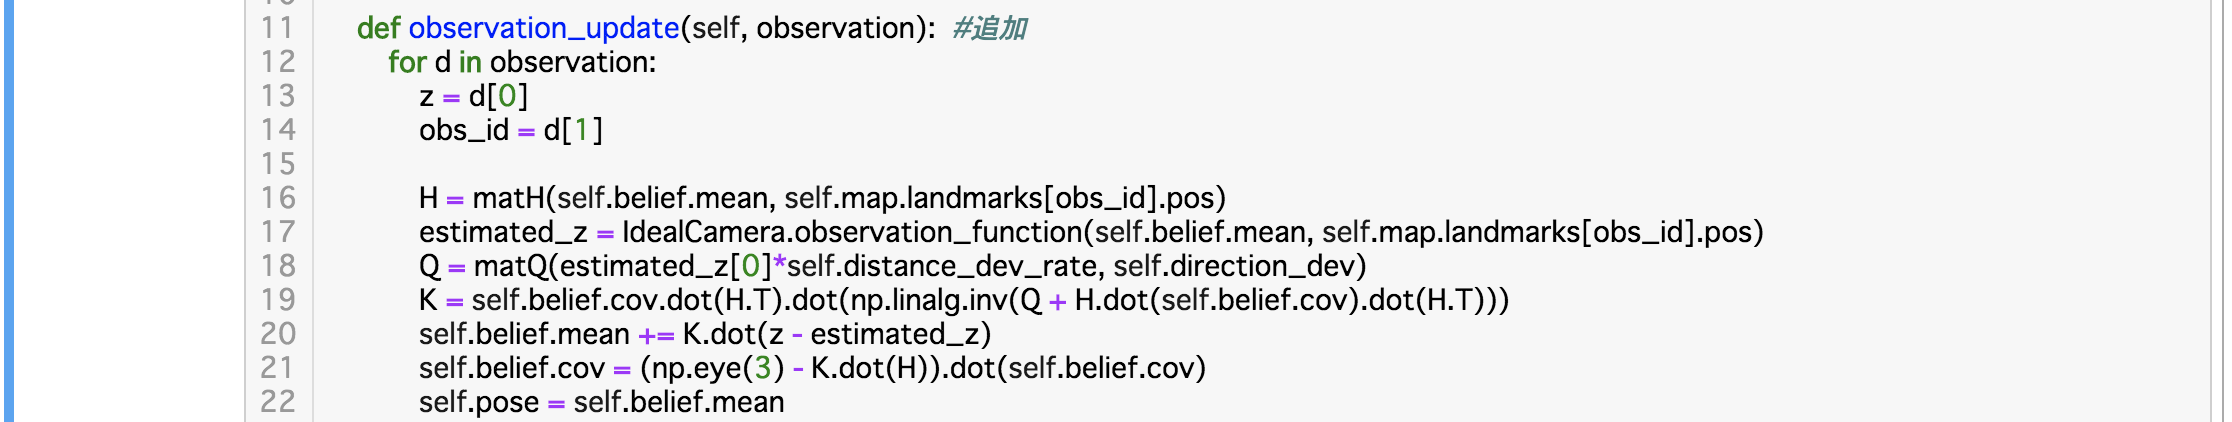 11 def observation_update(self, observation): #追加
12 for d in observation:
13 z = d[0]
14 obs_id = d[1]
15
16 H = matH(self.belief.mean, self.map.landmarks[obs_id].pos)
17 estimated_z = IdealCamera.observation_function(self.belief.mean, self.map.landmarks[obs_id].pos)
18 Q = matQ(estimated_z[0]*self.distance_dev_rate, self.direction_dev)
19 K = self.belief.cov.dot(H.T).dot(np.linalg.inv(Q + H.dot(self.belief.cov).dot(H.T)))
20 self.belief.mean += K.dot(z - estimated_z)
21 self.belief.cov = (np.eye(3) - K.dot(H)).dot(self.belief.cov)
22 self.pose = self.belief.mean